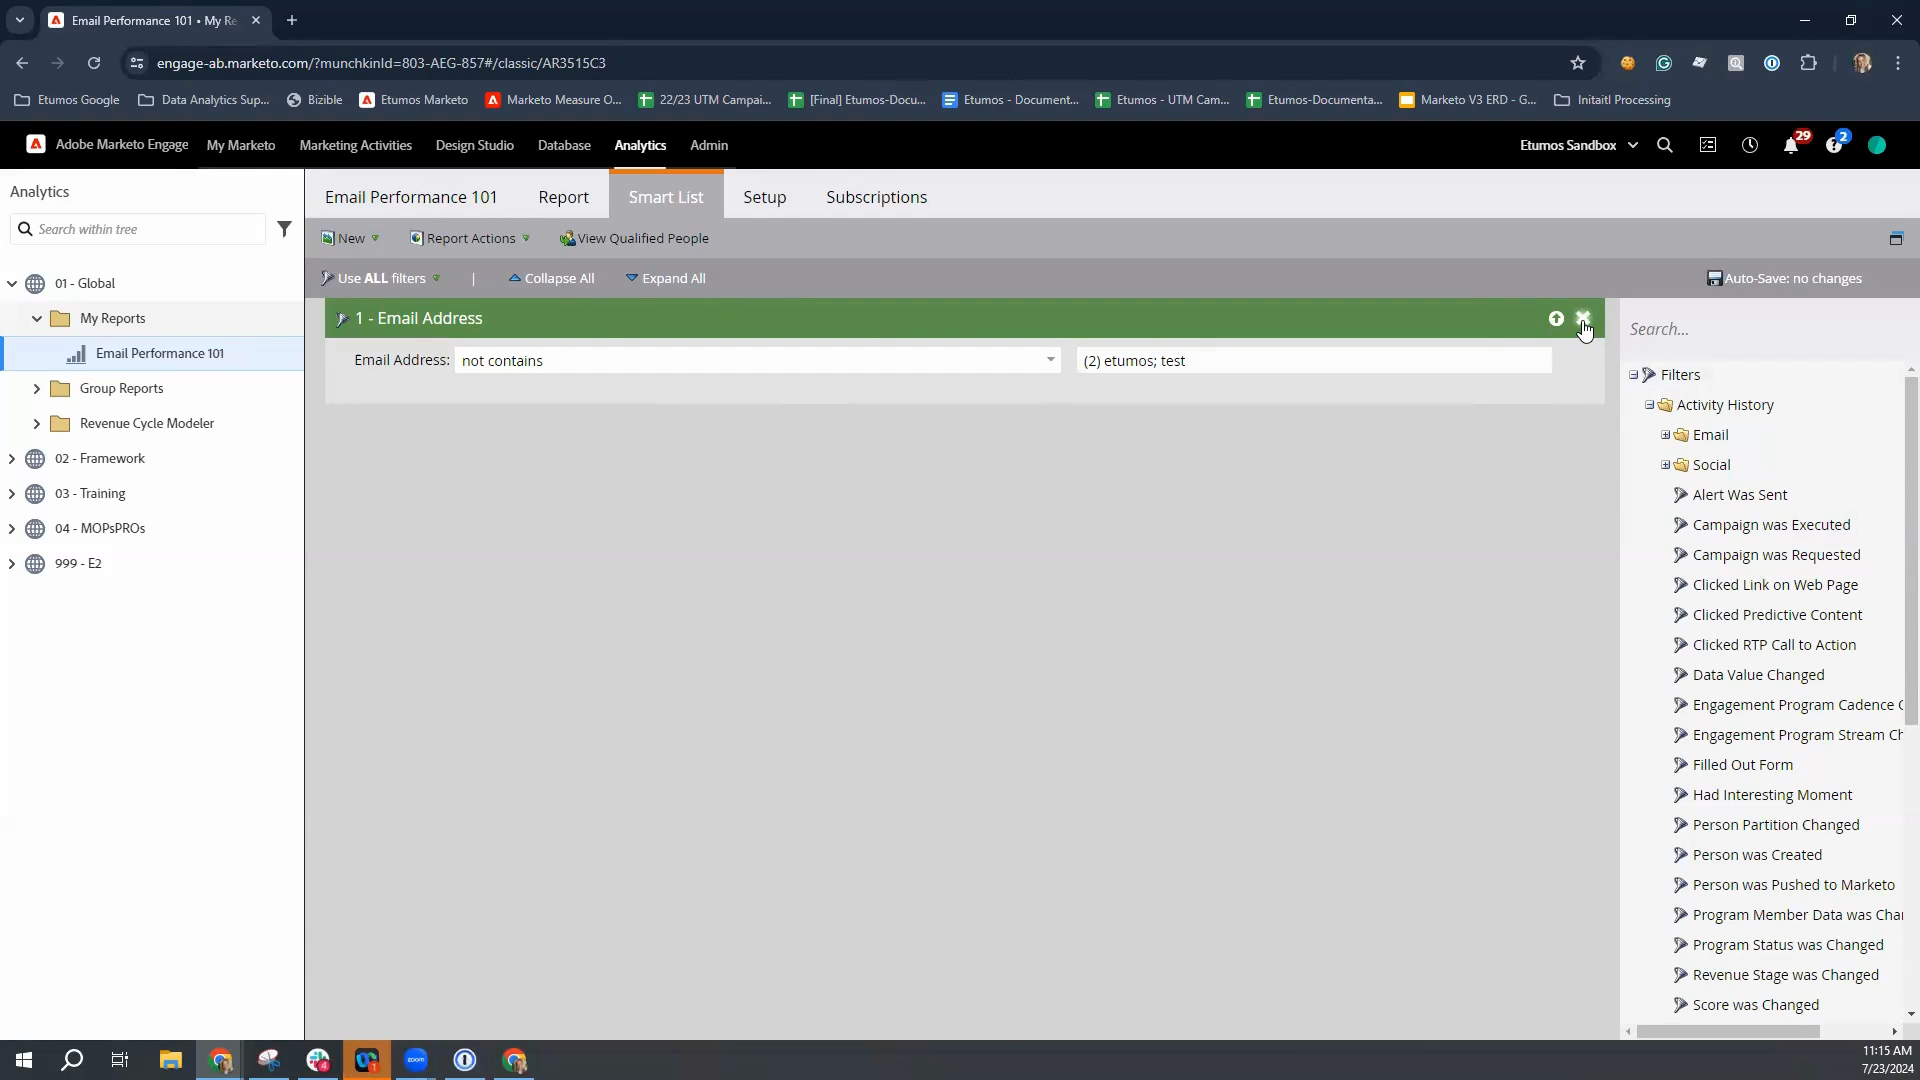 Email Performance 101 • My Re
engage-ab.marketo.com/?munchkinId=803-AEG-857#/classic/AR3515C3
Etumos Google
Data Analytics Sup...
Bizible
Etumos Marketo
Marketo Measure O...
22/23 UTM Campai...
[Final] Etumos-Docu...
Etumos - Document...
Etumos - UTM Cam...
Etumos-Documenta...
Marketo V3 ERD - G...
Initaitl Processing
Adobe Marketo Engage
My Marketo
Marketing Activities
Design Studio
Database
Analytics
Admin
Etumos Sandbox
29
2
Analytics
Search within tree
01 - Global
My Reports
Email Performance 101
Group Reports
Revenue Cycle Modeler
02 - Framework
03 - Training
04 - MOPsPROs
999 - E2
Email Performance 101
Report
Smart List
Setup
Subscriptions
New
Report Actions
View Qualified People
Use ALL filters
|
Collapse All
Expand All
Auto-Save: no changes
1 - Email Address
Email Address:
not contains
(2) etumos; test
Search...
Filters
Activity History
Email
Social
Alert Was Sent
Campaign was Executed
Campaign was Requested
Clicked Link on Web Page
Clicked Predictive Content
Clicked RTP Call to Action
Data Value Changed
Engagement Program Cadence C
Engagement Program Stream Ch
Filled Out Form
Had Interesting Moment
Person Partition Changed
Person was Created
Person was Pushed to Marketo
Program Member Data was Cha
Program Status was Changed
Revenue Stage was Changed
Score was Changed
4
1
zoom
11:15 AM
7/23/2024